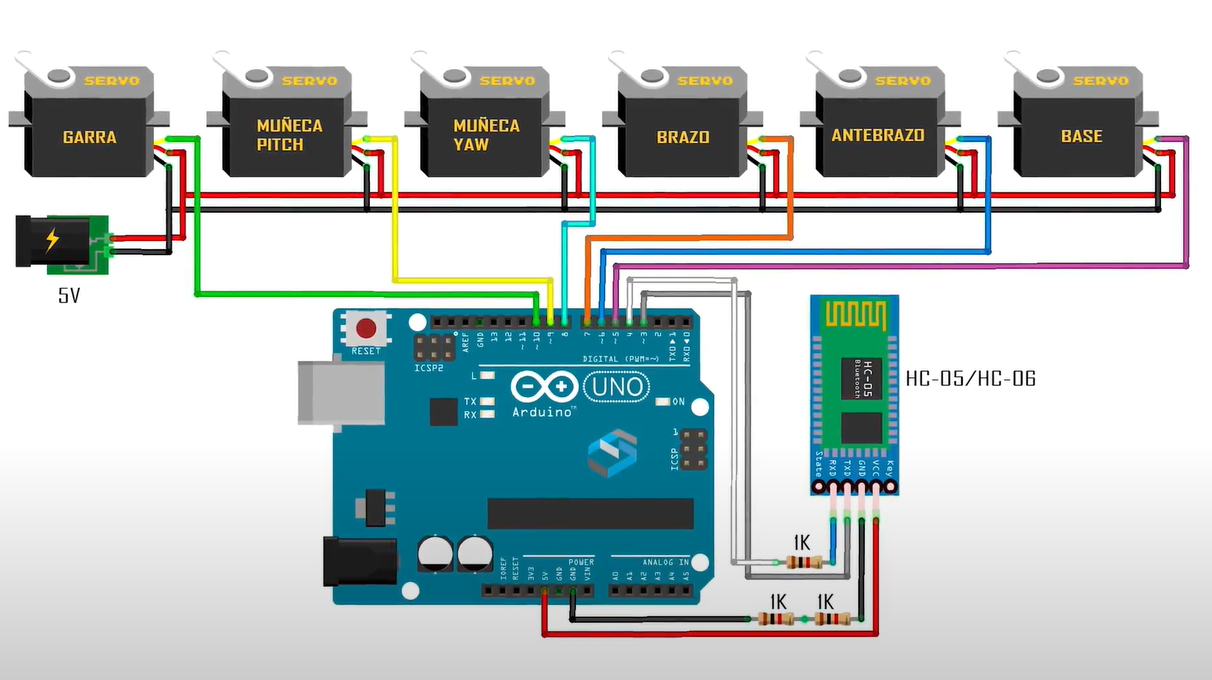 SERVO
SERVO
SERVO
SERVO
SERVO
SERVO
GARRA
MUÑECA
PITCH
MUÑECA
YAW
BRAZO
ANTEBRAZO
BASE
5V
RESET
ICSP2
AREF
GND
13
12
~11
~10
~9
8
7
~6
~5
4
~3
2
TXD▶1
RXD◀0
DIGITAL (PWM=~)
L
TX
RX
UNO
Arduino™
ON
1
ICSP
HC-05
Bluetooth
HC-05/HC-06
State
RXD
TXD
GND
VCC
Key
1K
1K
1K
POWER
ANALOG IN
IOREF
RESET
3V3
5V
GND
GND
VIN
A0
A1
A2
A3
A4
A5